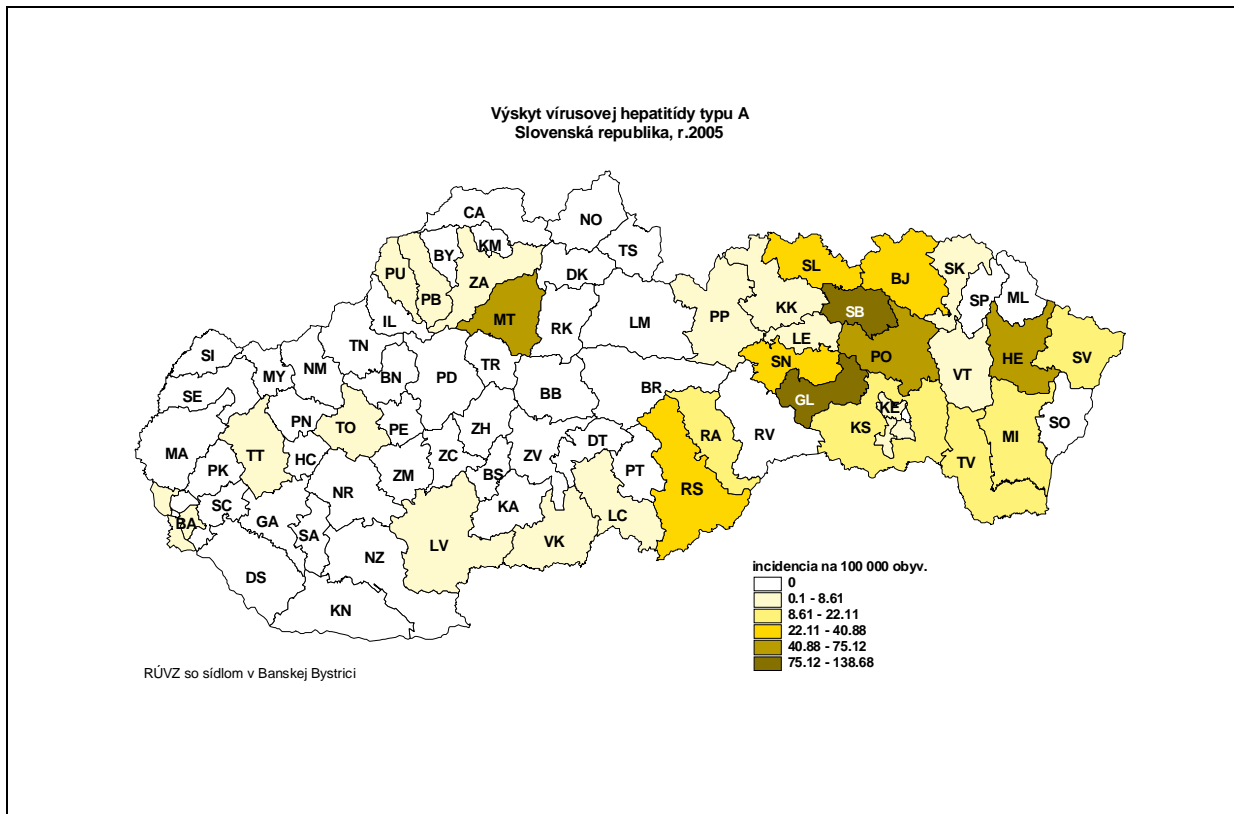 Výskyt vírusovej hepatitídy typu A
Slovenská republika, r.2005
CA
NO
KM
BY
TS
PU
ZA
DK
PB
SL
BJ
SK
SP
ML
IL
MT
RK
LM
PP
KK
SB
LE
TN
PO
HE
SV
SI
MY
NM
BN
PD
TR
BB
BR
SN
VT
SE
GL
PN
TO
PE
ZH
DT
RA
RV
KS
KE
SO
MA
PK
TT
HC
ZM
ZC
BS
ZV
PT
TV
MI
NR
RS
BA
SC
GA
SA
KA
LC
LV
VK
NZ
DS
KN
incidencia na 100 000 obyv.
0
0.1 - 8.61
8.61 - 22.11
22.11 - 40.88
40.88 - 75.12
75.12 - 138.68
RÚVZ so sídlom v Banskej Bystrici